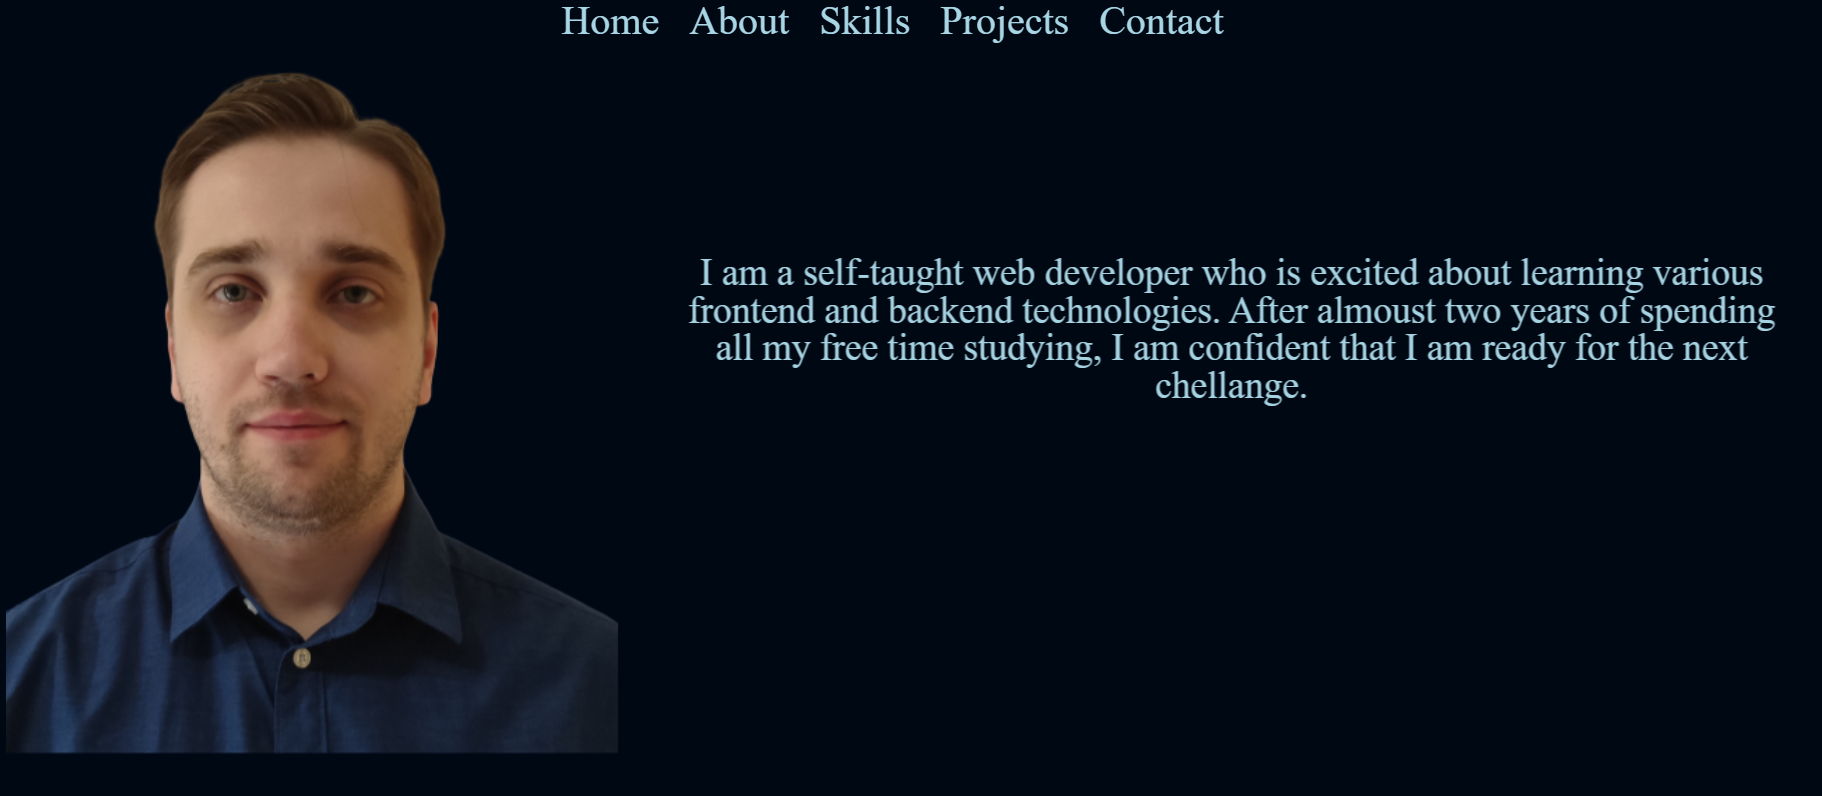 Home About Skills Projects Contact
I am a self-taught web developer who is excited about learning various
frontend and backend technologies. After almoust two years of spending
all my free time studying, I am confident that I am ready for the next
chellange.